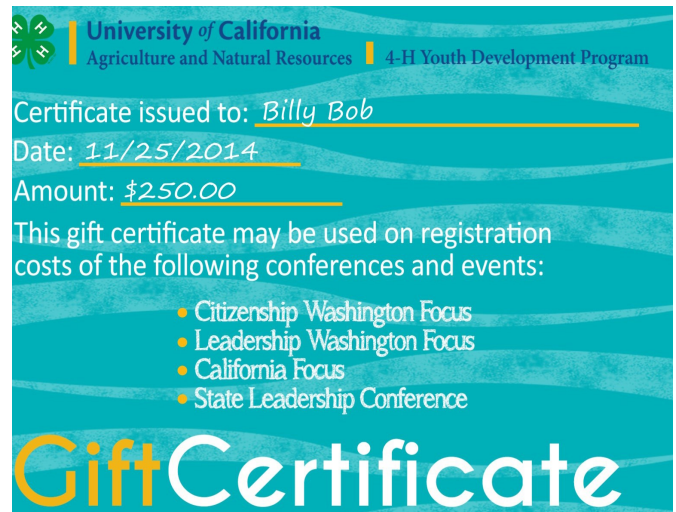 H H
H H
University of California
Agriculture and Natural Resources 4-H Youth Development Program
Certificate issued to: Billy Bob
Date: 11/25/2014
Amount: $250.00
This gift certificate may be used on registration
costs of the following conferences and events:
• Citizenship Washington Focus
• Leadership Washington Focus
• California Focus
• State Leadership Conference
GiftCertificate